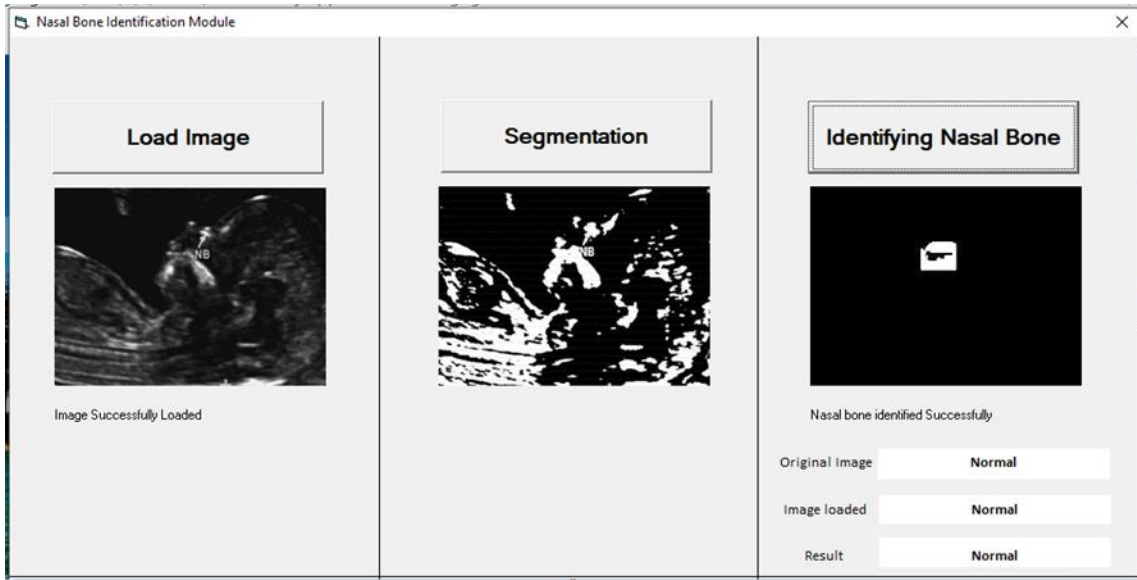 Nasal Bone Identification Module
Load Image
Segmentation
Identifying Nasal Bone
NB
NB
Image Successfully Loaded
Nasal bone identified Successfully
Original Image Normal
Image loaded Normal
Result Normal